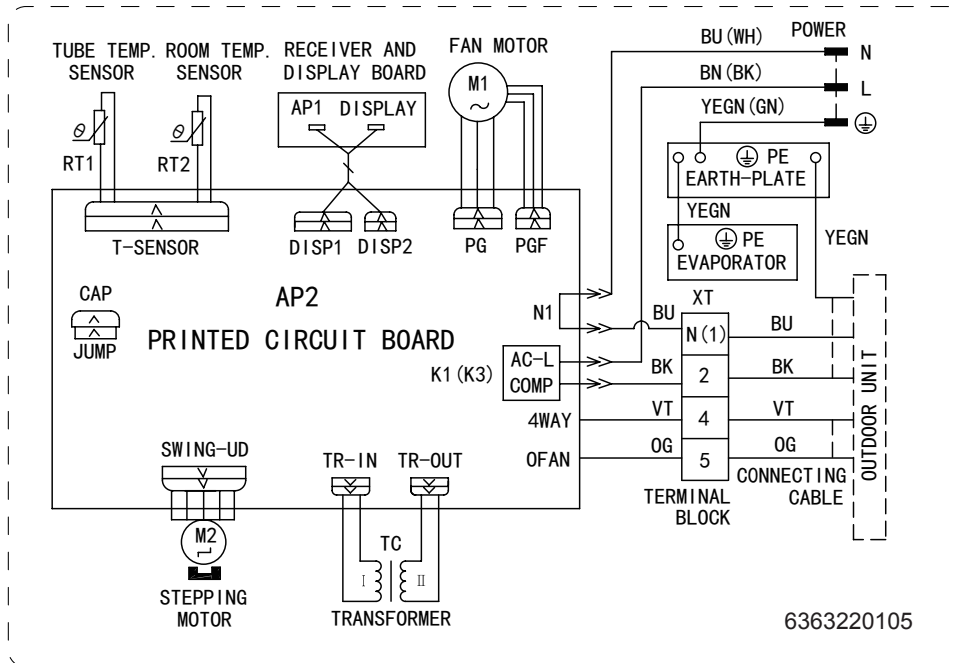 TUBE TEMP. SENSOR
ROOM TEMP. SENSOR
RECEIVER AND
DISPLAY BOARD
FAN MOTOR
POWER
BU(WH)
N
BN(BK)
L
YEGN(GN)
AP1 DISPLAY
M1
~
θ
RT1
θ
RT2
PE
EARTH-PLATE
YEGN
YEGN
PE
EVAPORATOR
T-SENSOR
DISP1 DISP2
PG
PGF
CAP
JUMP
AP2
PRINTED CIRCUIT BOARD
N1
K1(K3)
AC-L
COMP
4WAY
OFAN
XT
BU
N(1)
BU
BK
2
BK
VT
4
VT
OG
5
OG
TERMINAL
BLOCK
CONNECTING
CABLE
OUTDOOR UNIT
SWING-UD
M2
STEPPING
MOTOR
TR-IN TR-OUT
TC
I
II
TRANSFORMER
6363220105